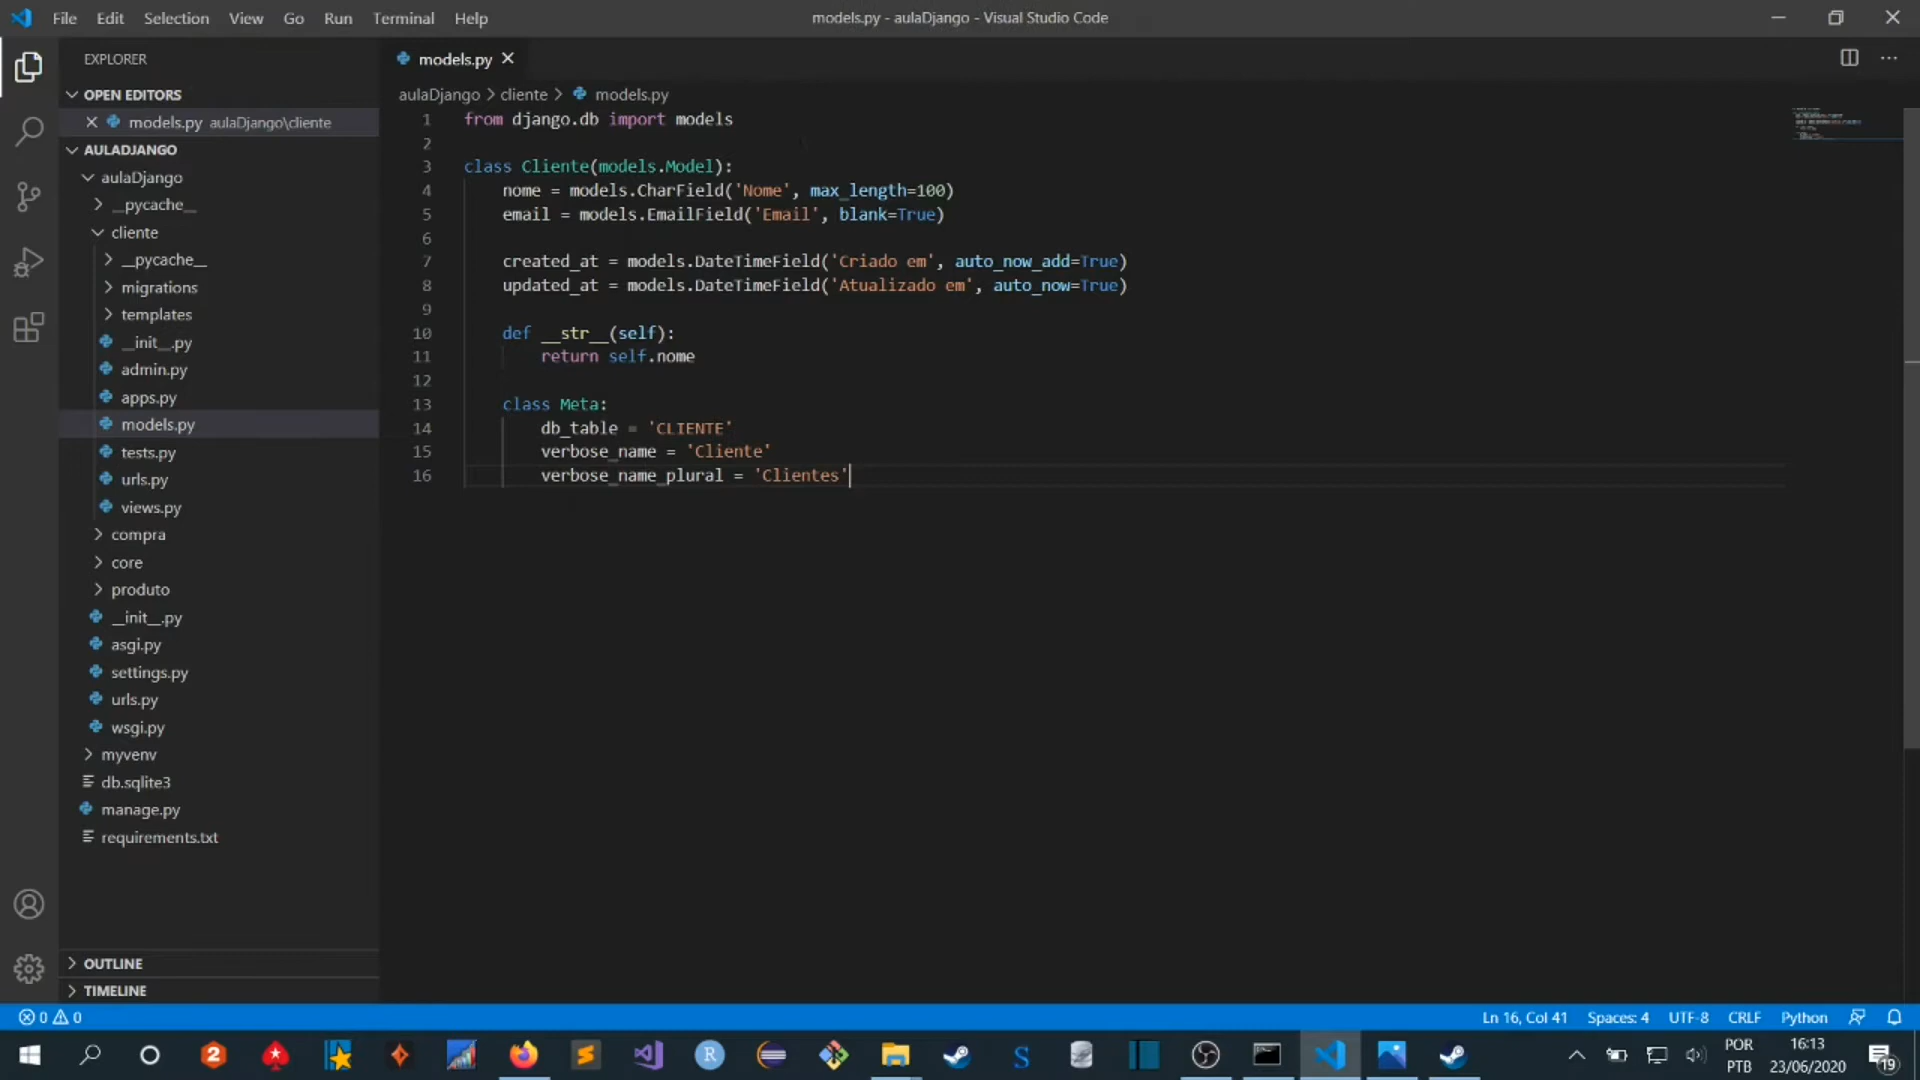 File Edit Selection View Go Run Terminal Help
models.py - aulaDjango - Visual Studio Code
EXPLORER
OPEN EDITORS
models.py aulaDjango\cliente
AULADJANGO
aulaDjango
__pycache__
cliente
__pycache__
migrations
templates
__init__.py
admin.py
apps.py
models.py
tests.py
urls.py
views.py
compra
core
produto
__init__.py
asgi.py
settings.py
urls.py
wsgi.py
myvenv
db.sqlite3
manage.py
requirements.txt
OUTLINE
TIMELINE
models.py
aulaDjango > cliente > models.py
1 from django.db import models
2
3 class Cliente(models.Model):
4 nome = models.CharField('Nome', max_length=100)
5 email = models.EmailField('Email', blank=True)
6
7 created_at = models.DateTimeField('Criado em', auto_now_add=True)
8 updated_at = models.DateTimeField('Atualizado em', auto_now=True)
9
10 def __str__(self):
11 return self.nome
12
13 class Meta:
14 db_table = 'CLIENTE'
15 verbose_name = 'Cliente'
16 verbose_name_plural = 'Clientes'
0 0
Ln 16, Col 41 Spaces: 4 UTF-8 CRLF Python
2 R S
POR 16:13
PTB 23/06/2020
19